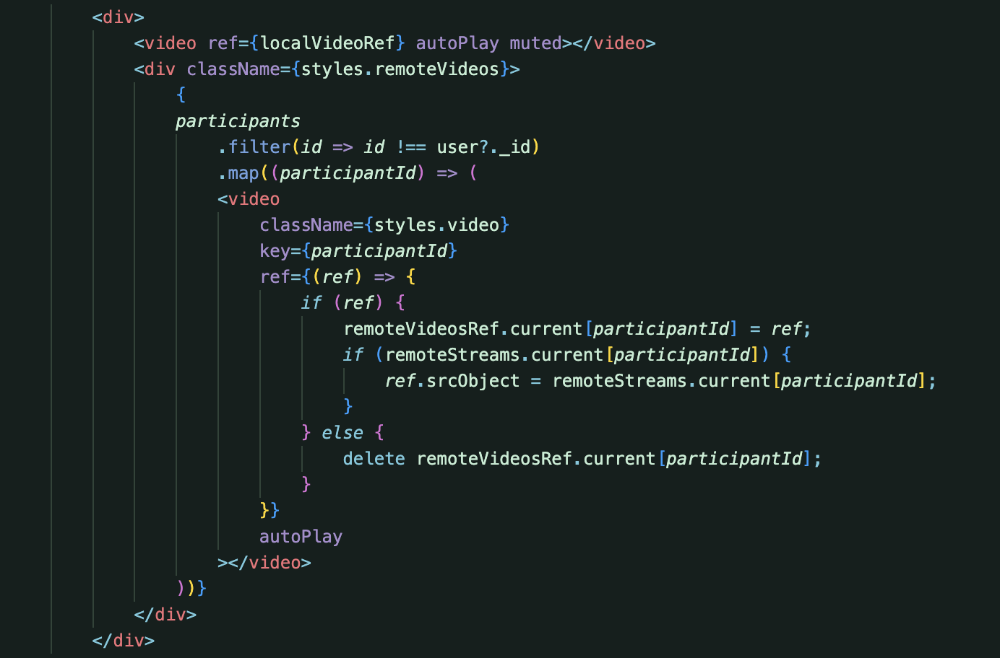 <div>
<video ref={localVideoRef} autoPlay muted></video>
<div className={styles.remoteVideos}>
{
participants
.filter(id => id !== user?._id)
.map((participantId) => (
<video
className={styles.video}
key={participantId}
ref={(ref) => {
if (ref) {
remoteVideosRef.current[participantId] = ref;
if (remoteStreams.current[participantId]) {
ref.srcObject = remoteStreams.current[participantId];
}
} else {
delete remoteVideosRef.current[participantId];
}
}}
autoPlay
></video>
))}
</div>
</div>